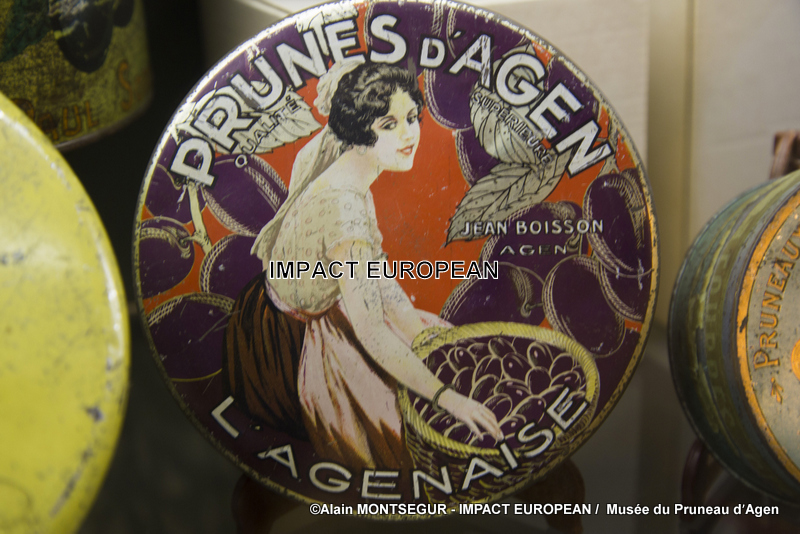 PRUNES D'AGEN
QUALITÉ
SUPÉRIEURE
JEAN BOISSON
AGEN
IMPACT EUROPEAN
L'AGENAISE
PRUNEAU
©Alain MONTSEGUR - IMPACT EUROPEAN / Musée du Pruneau d'Agen